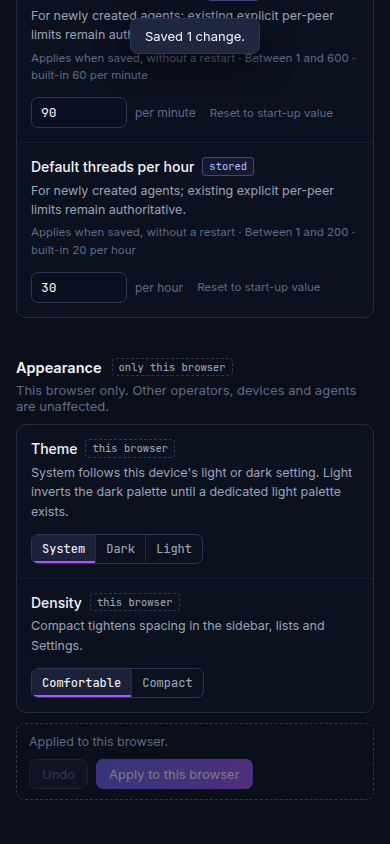 For newly created agents; existing explicit per-peer
Saved 1 change.
limits remain
Applies when saved, without a restart · Between 1 and 600 ·
built-in 60 per minute
90 per minute Reset to start-up value
Default threads per hour stored
For newly created agents; existing explicit per-peer
limits remain authoritative.
Applies when saved, without a restart · Between 1 and 200 ·
built-in 20 per hour
30 per hour Reset to start-up value
Appearance only this browser
This browser only. Other operators, devices and agents
are unaffected.
Theme this browser
System follows this device's light or dark setting. Light
inverts the dark palette until a dedicated light palette
exists.
System Dark Light
Density this browser
Compact tightens spacing in the sidebar, lists and
Settings.
Comfortable Compact
Applied to this browser.
Undo Apply to this browser